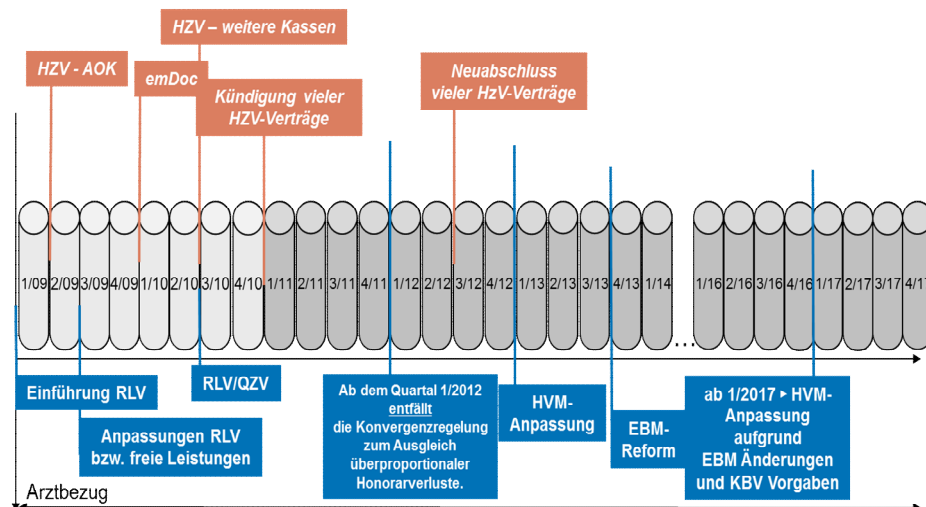 HZV – weitere Kassen
HZV - AOK
emDoc
Kündigung vieler
HZV-Verträge
Neuabschluss
vieler HzV-Verträge
1/09 2/09 3/09 4/09 1/10 2/10 3/10 4/10 1/11 2/11 3/11 4/11 1/12 2/12 3/12 4/12 1/13 2/13 3/13 4/13 1/14 ... 1/16 2/16 3/16 4/16 1/17 2/17 3/17 4/17
Einführung RLV
Anpassungen RLV
bzw. freie Leistungen
RLV/QZV
Ab dem Quartal 1/2012
entfällt
die Konvergenzregelung
zum Ausgleich
überproportionaler
Honorarverluste.
HVM-
Anpassung
EBM-
Reform
ab 1/2017 ▸ HVM-
Anpassung
aufgrund
EBM Änderungen
und KBV Vorgaben
Arztbezug